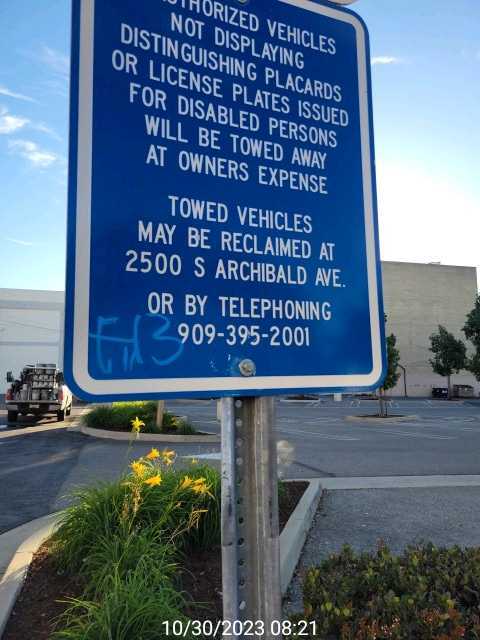 AUTHORIZED VEHICLES
NOT DISPLAYING
DISTINGUISHING PLACARDS
OR LICENSE PLATES ISSUED
FOR DISABLED PERSONS
WILL BE TOWED AWAY
AT OWNERS EXPENSE
TOWED VEHICLES
MAY BE RECLAIMED AT
2500 S ARCHIBALD AVE.
OR BY TELEPHONING
909-395-2001
10/30/2023 08:21